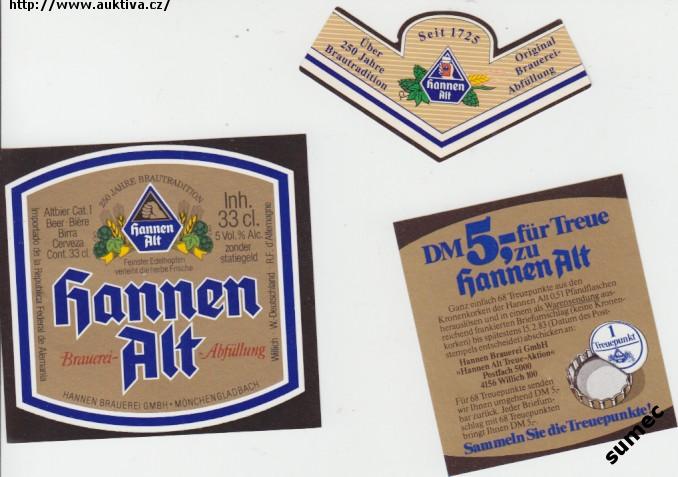 http://www.auktiva.cz/
Seit 1725
Über
250 Jahre
Brautradition
Original
Brauerei-
Abfüllung
Hannen
Alt
250 JAHRE BRAUTRADITION
Altbier Cat. 1
Beer · Bière
Birra
Cerveza
Cont. 33 cl.
Hannen
Alt
Inh.
33 cl.
5 Vol. % Alc.
zonder
statiegeld
Feinster Edelhopfen
verleiht die herbe Frische
Importado de la República Federal de Alemania
Willich · W.-Deutschland R.F. d'Allemagne
Hannen
Alt
Brauerei- -Abfüllung
HANNEN BRAUEREI GMBH · MÖNCHENGLADBACH
DM 5,- für Treue
zu
Hannen Alt
Ganz einfach 68 Treuepunkte aus den
Kronenkorken der Hannen Alt 0,5 l Pfandflaschen
herauslösen und in einem als Warensendung aus-
reichend frankierten Briefumschlag (keine Kronen-
korken) bis spätestens 15.2.83 (Datum des Post-
stempels entscheidet) abschicken an:
Hannen Brauerei GmbH
»Hannen Alt Treue-Aktion«
Postfach 5000
4156 Willich 100
Für 68 Treuepunkte senden
wir Ihnen umgehend DM 5,-
bar zurück. Jeder Briefum-
schlag mit 68 Treuepunkten
bringt Ihnen DM 5,-
1
Treuepunkt
Sammeln Sie die Treuepunkte!
sumec